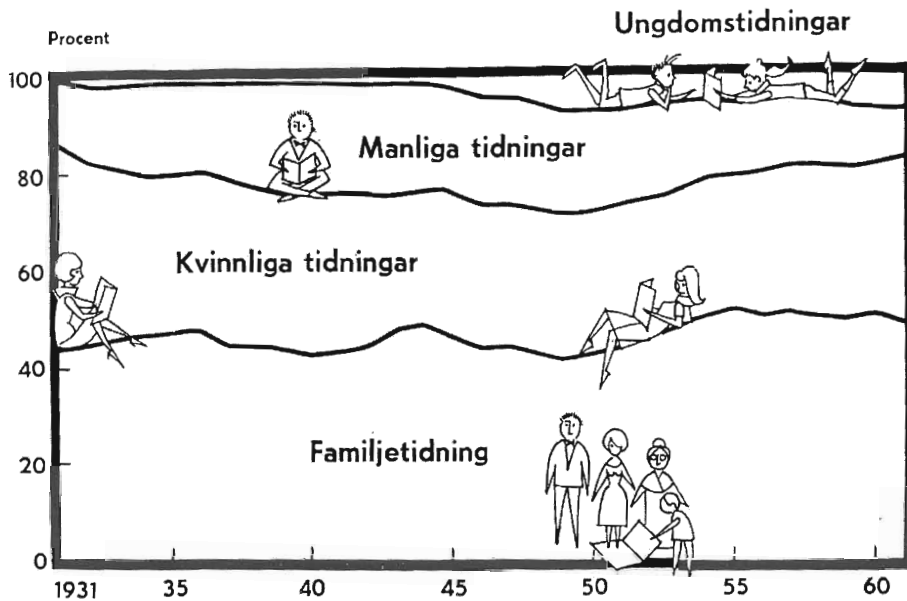 Ungdomstidningar
Procent
100
Manliga tidningar
80
Kvinnliga tidningar
60
40
Familjetidning
20
0
1931 35 40 45 50 55 60